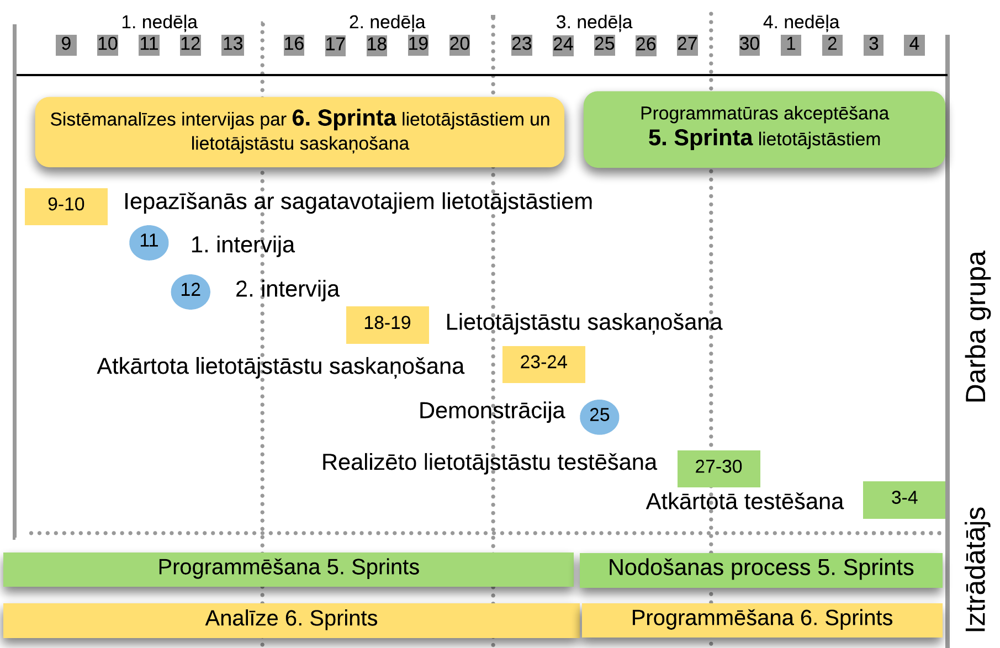 1. nedēļa 2. nedēļa 3. nedēļa 4. nedēļa
9 10 11 12 13 16 17 18 19 20 23 24 25 26 27 30 1 2 3 4
Sistēmanalīzes intervijas par 6. Sprinta lietotājstāstiem un
lietotājstāstu saskaņošana
Programmatūras akceptēšana
5. Sprinta lietotājstāstiem
9-10 Iepazīšanās ar sagatavotajiem lietotājstāstiem
11 1. intervija
12 2. intervija
18-19 Lietotājstāstu saskaņošana
Atkārtota lietotājstāstu saskaņošana 23-24
Demonstrācija 25
Realizēto lietotājstāstu testēšana 27-30
Atkārtotā testēšana 3-4
Darba grupa
Programmēšana 5. Sprints Nodošanas process 5. Sprints
Analīze 6. Sprints Programmēšana 6. Sprints
Iztrādātājs